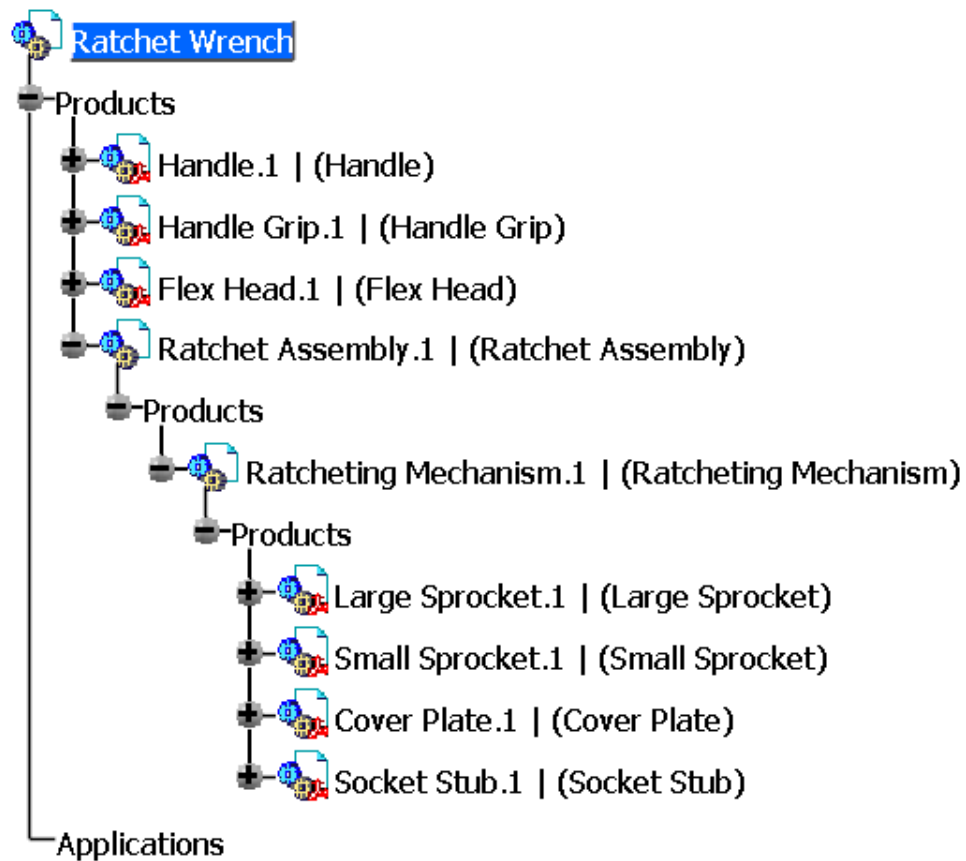 Ratchet Wrench
Products
Handle.1 | (Handle)
Handle Grip.1 | (Handle Grip)
Flex Head.1 | (Flex Head)
Ratchet Assembly.1 | (Ratchet Assembly)
Products
Ratcheting Mechanism.1 | (Ratcheting Mechanism)
Products
Large Sprocket.1 | (Large Sprocket)
Small Sprocket.1 | (Small Sprocket)
Cover Plate.1 | (Cover Plate)
Socket Stub.1 | (Socket Stub)
Applications